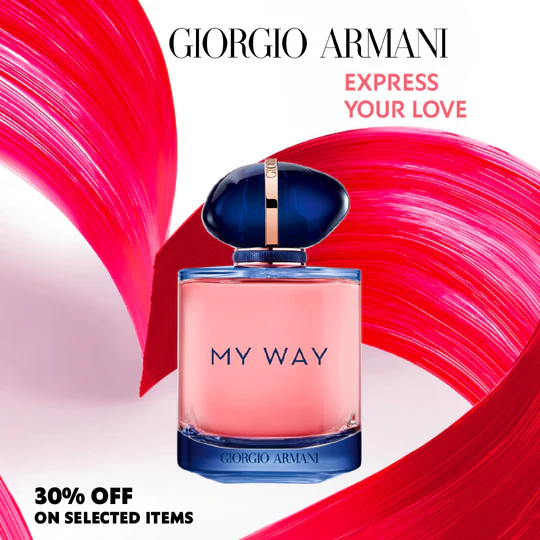 GIORGIO ARMANI
EXPRESS
YOUR LOVE
MY WAY
GIORGIO ARMANI
30% OFF
ON SELECTED ITEMS